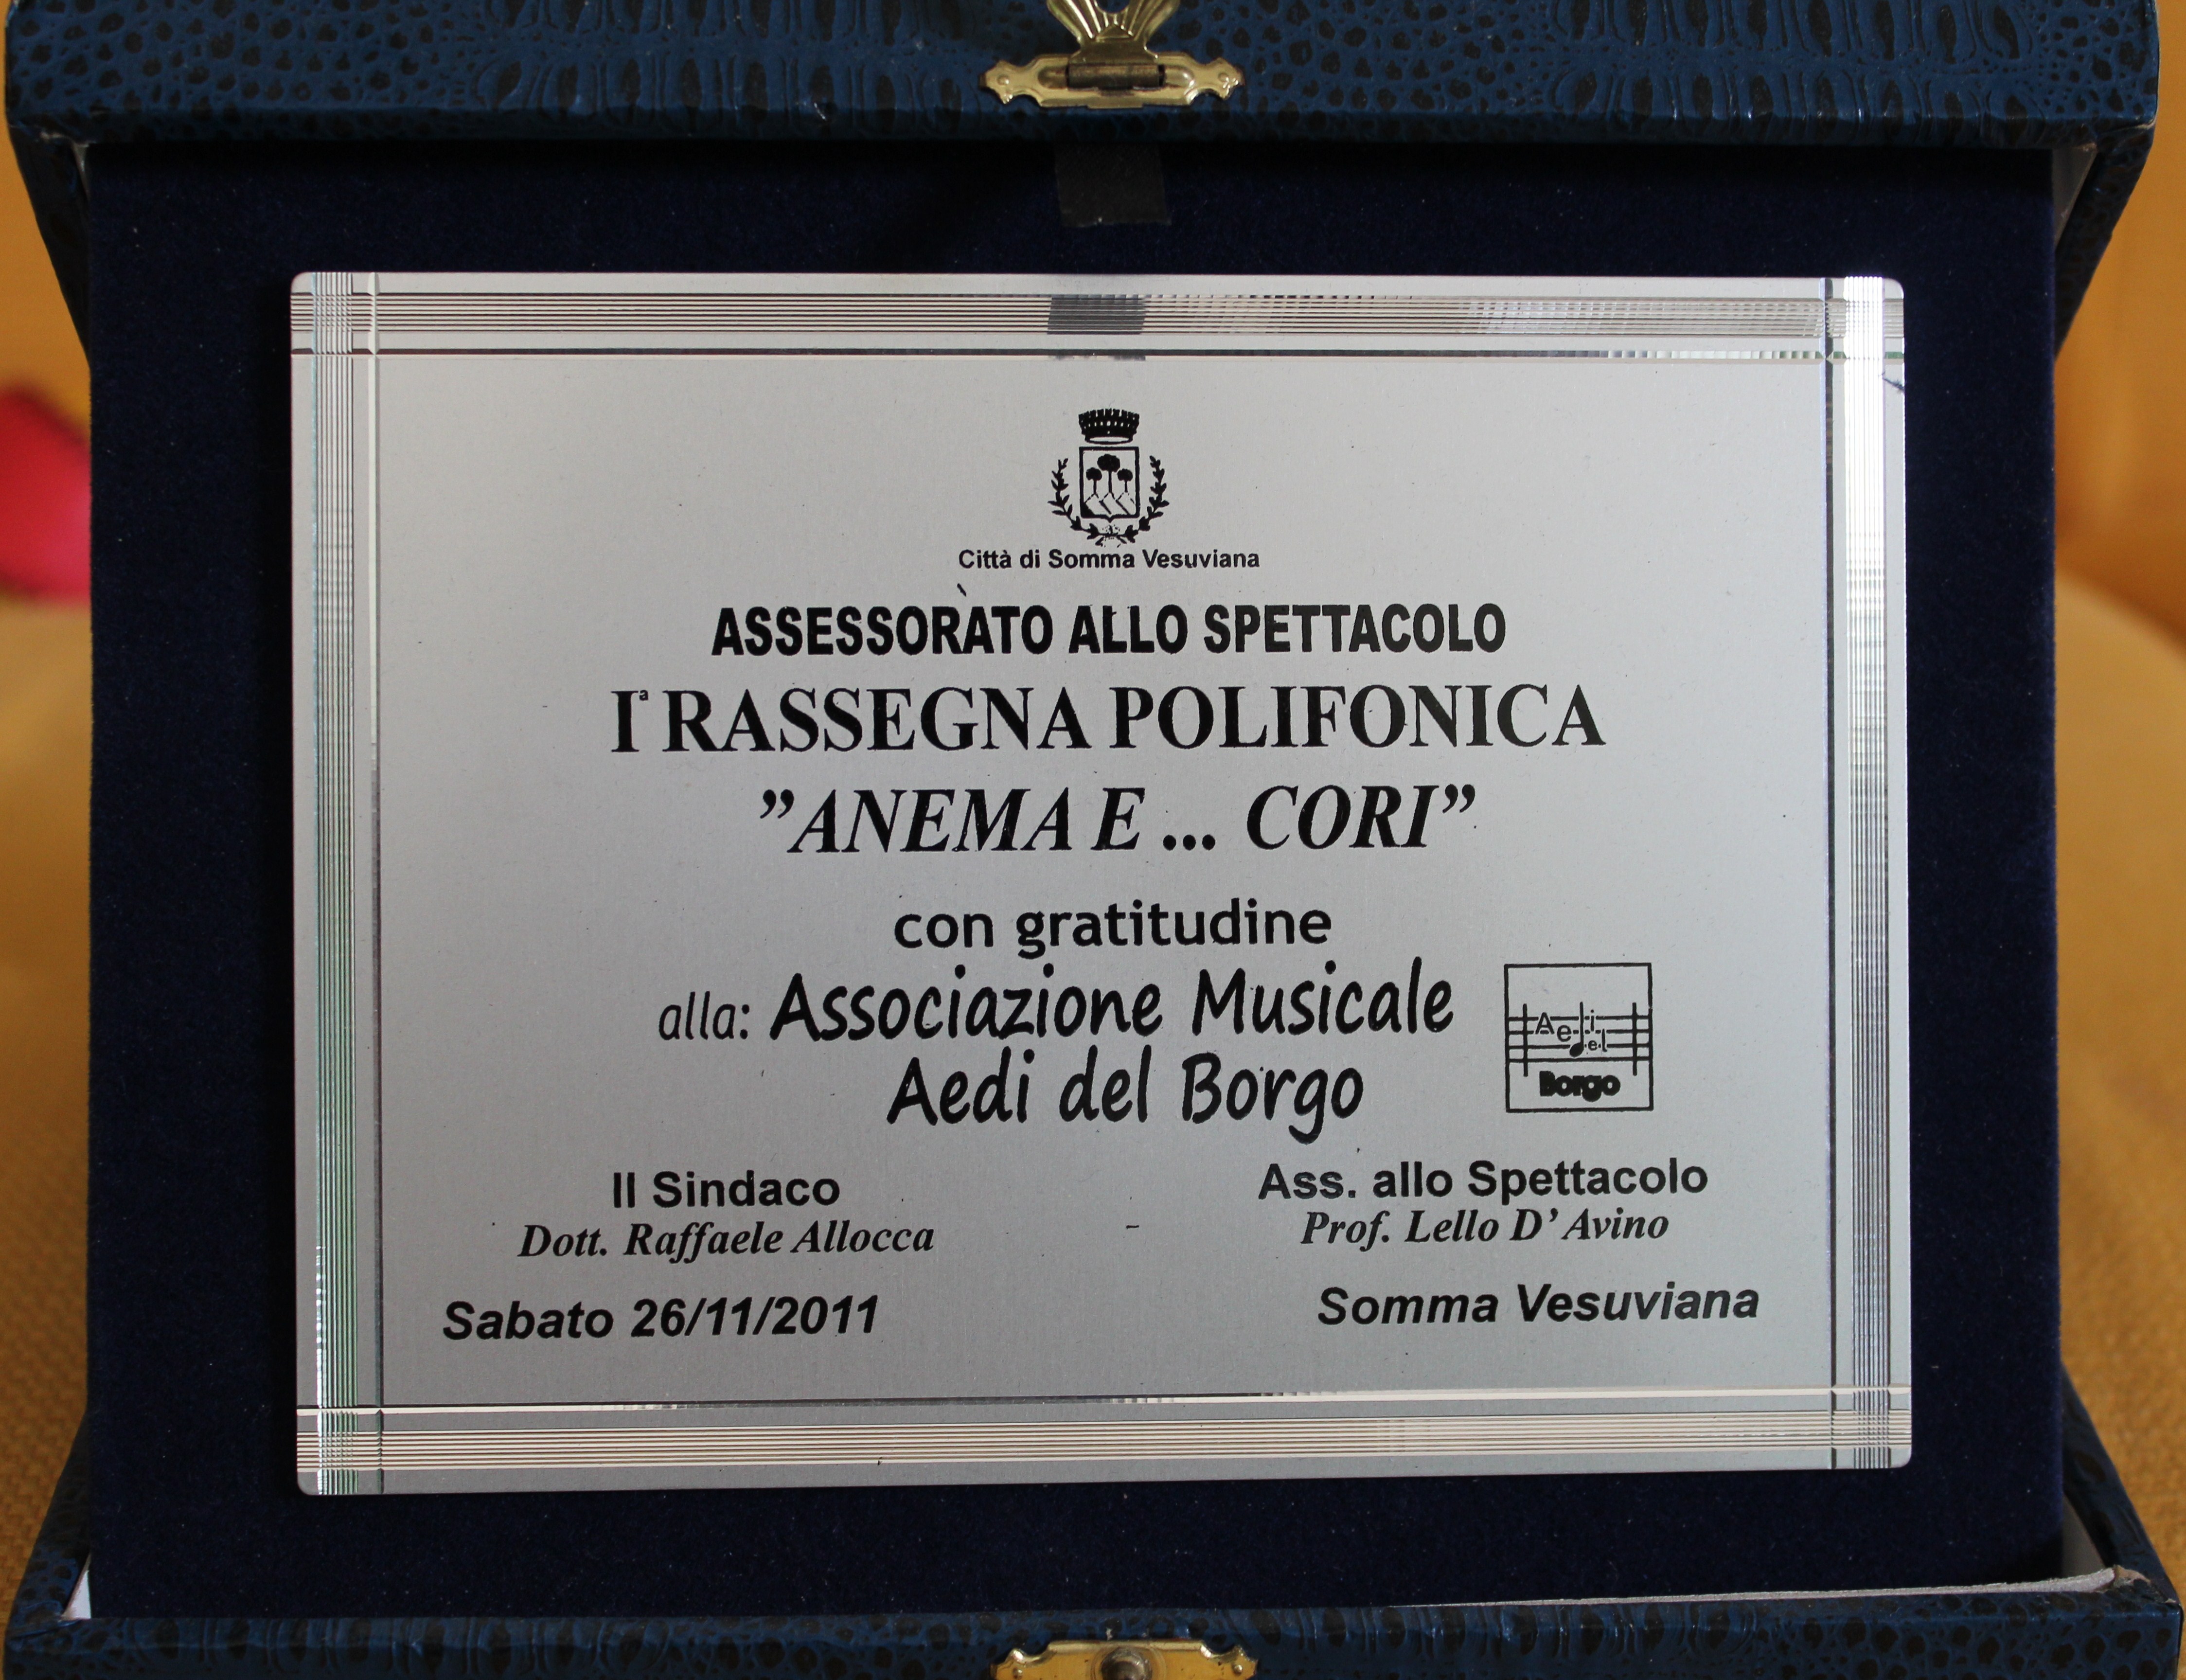 Città di Somma Vesuviana
ASSESSORATO ALLO SPETTACOLO
Iª RASSEGNA POLIFONICA
”ANEMA E ... CORI”
con gratitudine
alla: Associazione Musicale
Aedi del Borgo
Aedi
del
Borgo
Il Sindaco
Dott. Raffaele Allocca
Ass. allo Spettacolo
Prof. Lello D’ Avino
Sabato 26/11/2011
Somma Vesuviana